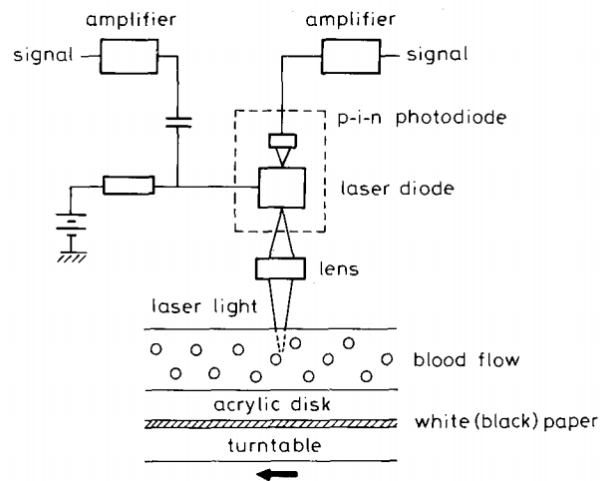 amplifier
amplifier
signal
signal
p-i-n photodiode
laser diode
lens
laser light
blood flow
acrylic disk
white (black) paper
turntable